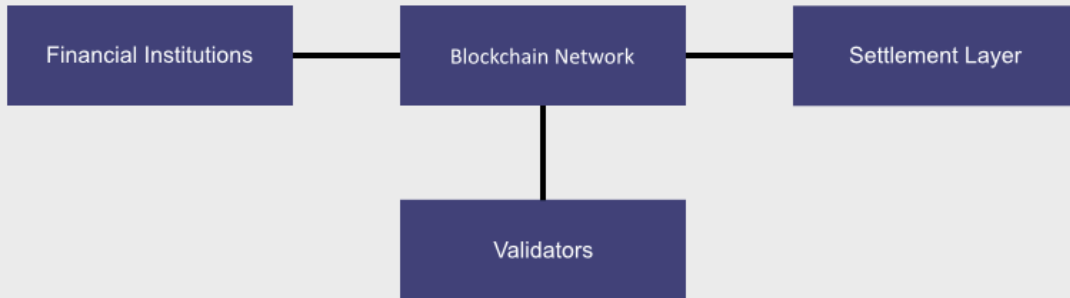 Financial Institutions
Blockchain Network
Settlement Layer
Validators